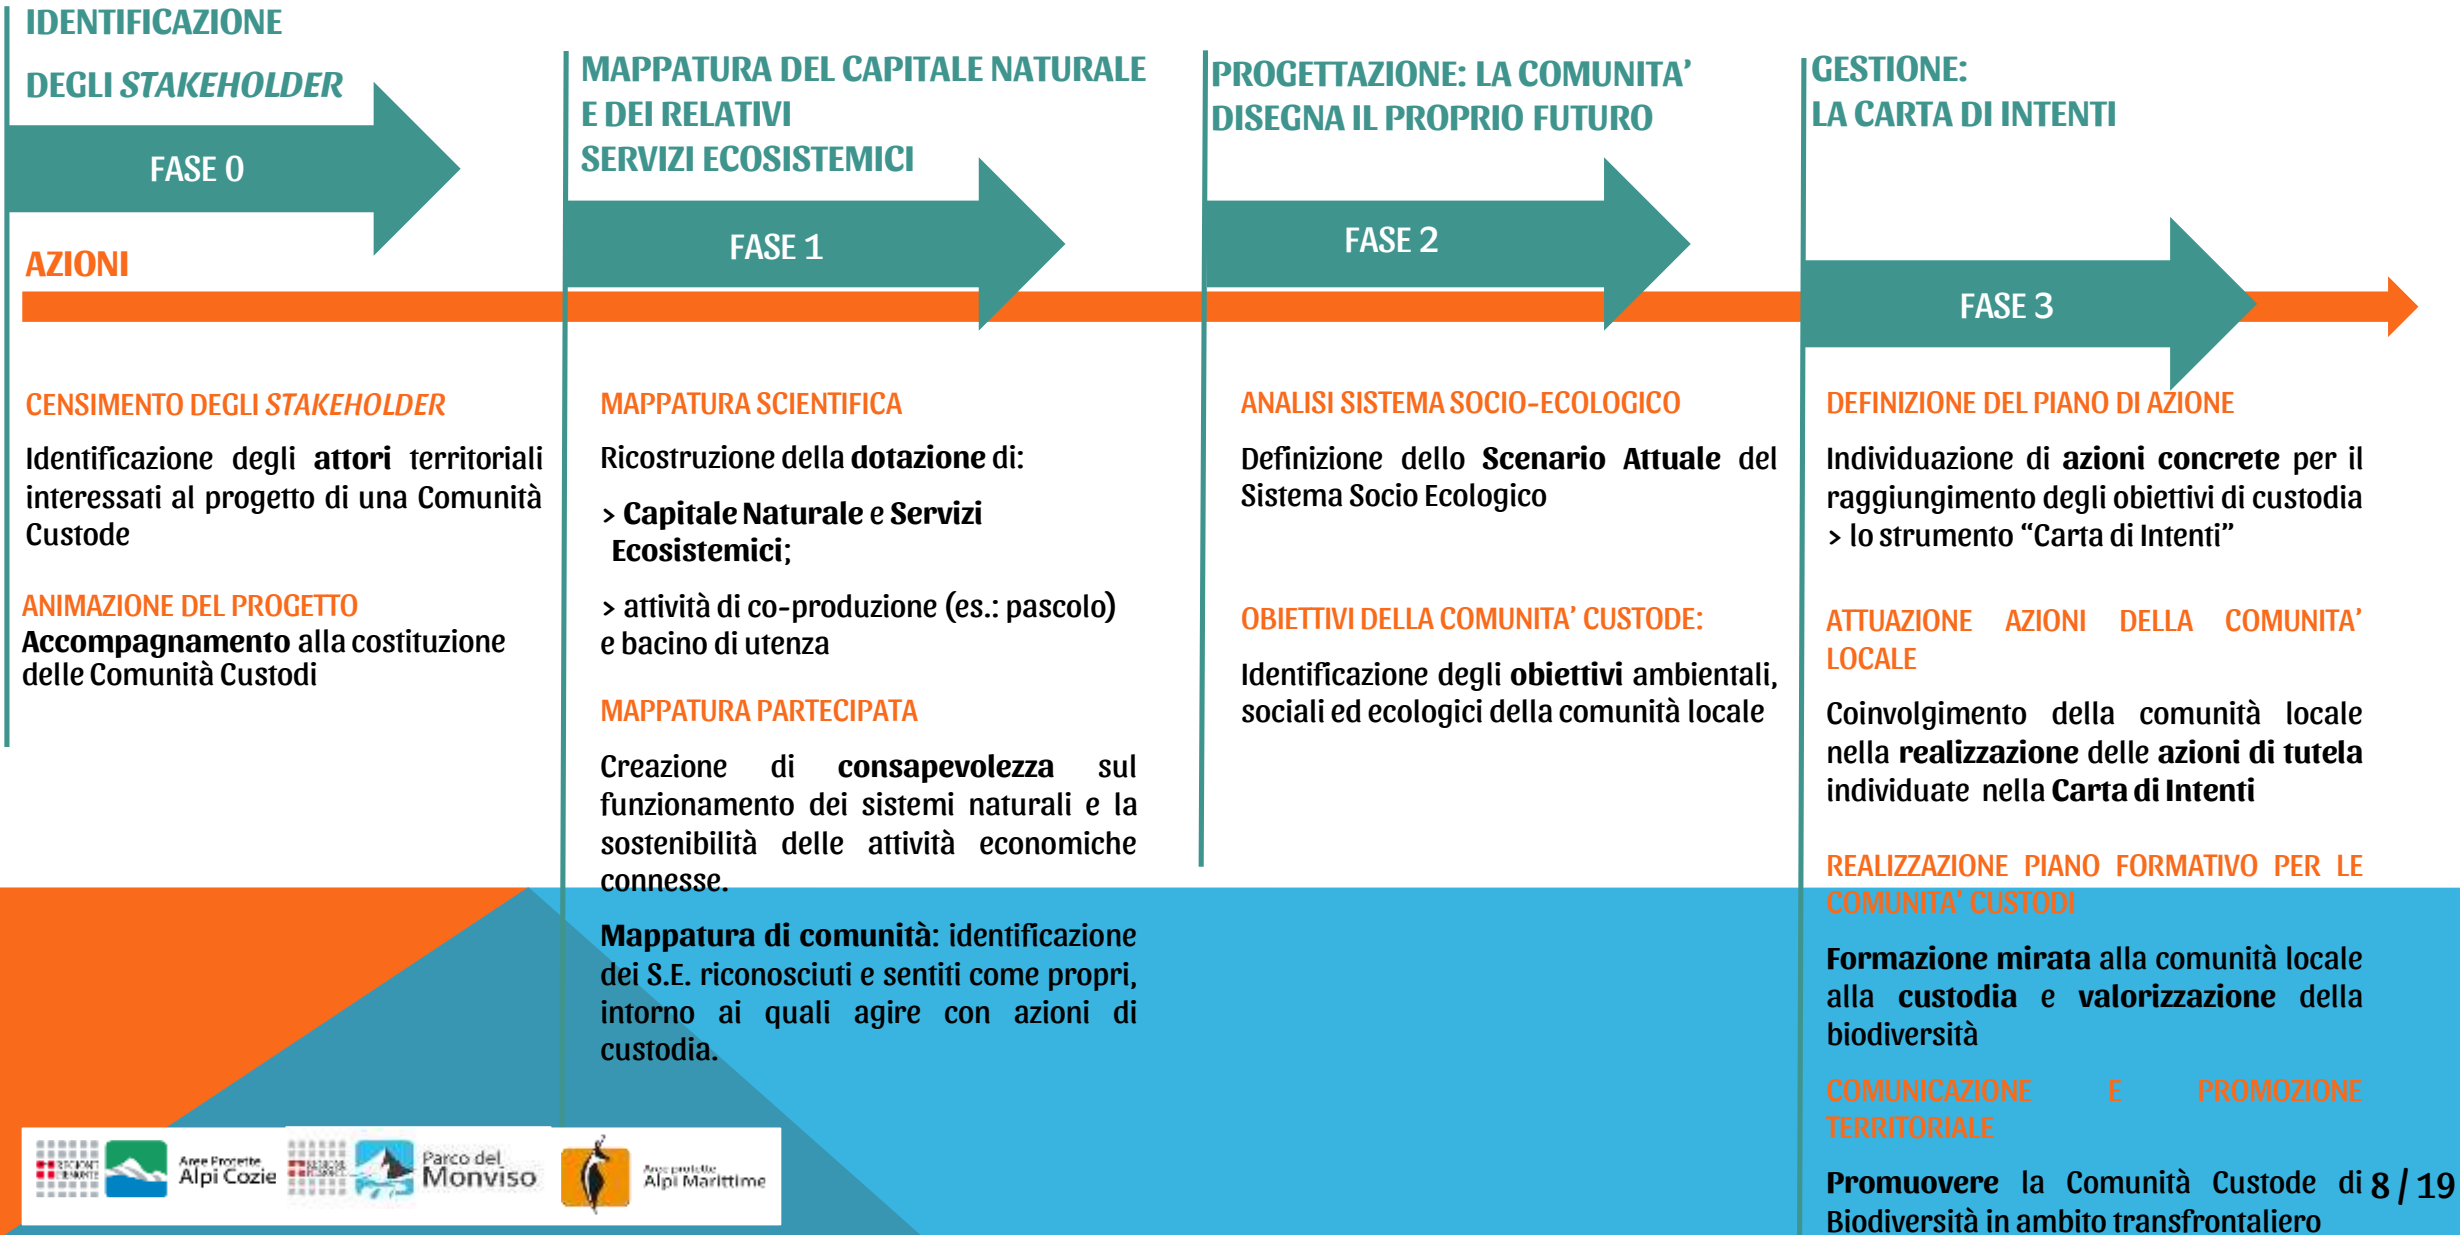 IDENTIFICAZIONE
DEGLI STAKEHOLDER
FASE 0
AZIONI
CENSIMENTO DEGLI STAKEHOLDER
Identificazione degli attori territoriali
interessati al progetto di una Comunità
Custode
ANIMAZIONE DEL PROGETTO
Accompagnamento alla costituzione
delle Comunità Custodi
MAPPATURA DEL CAPITALE NATURALE
E DEI RELATIVI
SERVIZI ECOSISTEMICI
FASE 1
MAPPATURA SCIENTIFICA
Ricostruzione della dotazione di:
> Capitale Naturale e Servizi
Ecosistemici;
> attività di co-produzione (es.: pascolo)
e bacino di utenza
MAPPATURA PARTECIPATA
Creazione di consapevolezza sul
funzionamento dei sistemi naturali e la
sostenibilità delle attività economiche
connesse.
Mappatura di comunità: identificazione
dei S.E. riconosciuti e sentiti come propri,
intorno ai quali agire con azioni di
custodia.
PROGETTAZIONE: LA COMUNITA’
DISEGNA IL PROPRIO FUTURO
FASE 2
ANALISI SISTEMA SOCIO-ECOLOGICO
Definizione dello Scenario Attuale del
Sistema Socio Ecologico
OBIETTIVI DELLA COMUNITA’ CUSTODE:
Identificazione degli obiettivi ambientali,
sociali ed ecologici della comunità locale
GESTIONE:
LA CARTA DI INTENTI
FASE 3
DEFINIZIONE DEL PIANO DI AZIONE
Individuazione di azioni concrete per il
raggiungimento degli obiettivi di custodia
> lo strumento “Carta di Intenti”
ATTUAZIONE AZIONI DELLA COMUNITA’
LOCALE
Coinvolgimento della comunità locale
nella realizzazione delle azioni di tutela
individuate nella Carta di Intenti
REALIZZAZIONE PIANO FORMATIVO PER LE
COMUNITA' CUSTODI
Formazione mirata alla comunità locale
alla custodia e valorizzazione della
biodiversità
COMUNICAZIONE E PROMOZIONE
TERRITORIALE
Promuovere la Comunità Custode di
Biodiversità in ambito transfrontaliero
8 / 19
REGIONE
PIEMONTE
Aree Protette
Alpi Cozie
Parco del
Monviso
Aree protette
Alpi Marittime